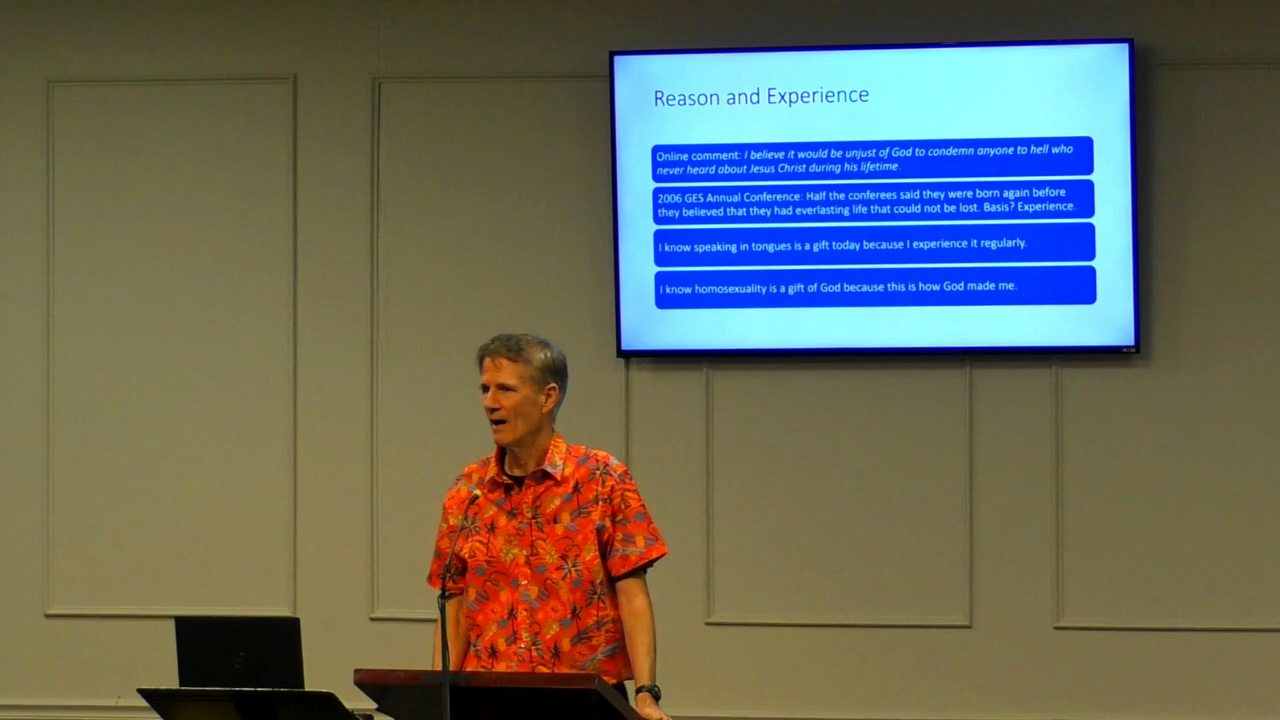 Reason and Experience
Online comment: I believe it would be unjust of God to condemn anyone to hell who
never heard about Jesus Christ during his lifetime.
2006 GES Annual Conference: Half the conferees said they were born again before
they believed that they had everlasting life that could not be lost. Basis? Experience.
I know speaking in tongues is a gift today because I experience it regularly.
I know homosexuality is a gift of God because this is how God made me.